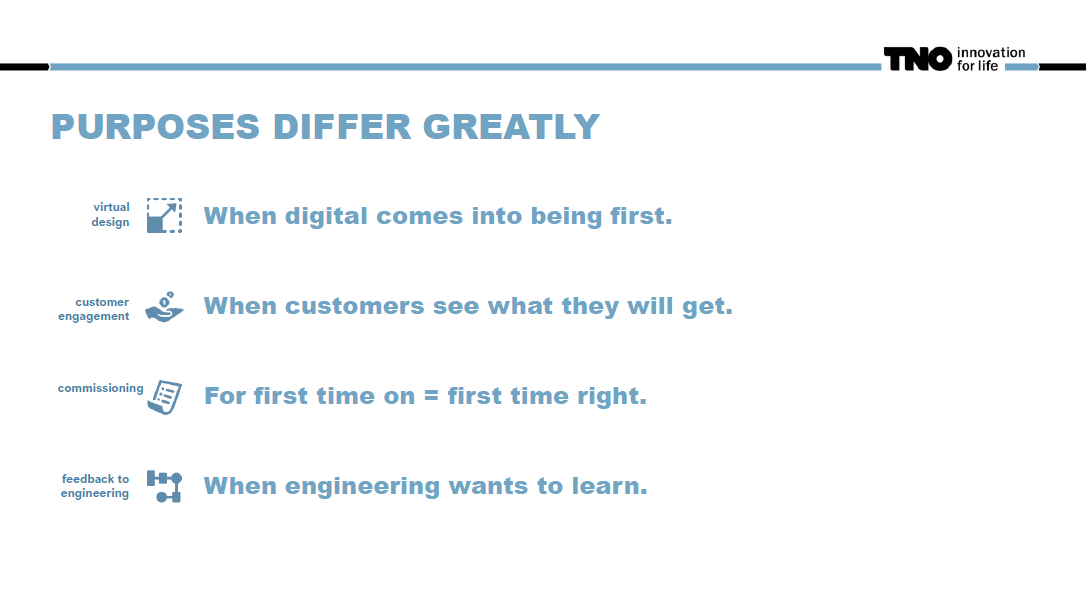 TNO innovation
for life
PURPOSES DIFFER GREATLY
virtual
design
When digital comes into being first.
customer
engagement
When customers see what they will get.
commissioning
For first time on = first time right.
feedback to
engineering
When engineering wants to learn.